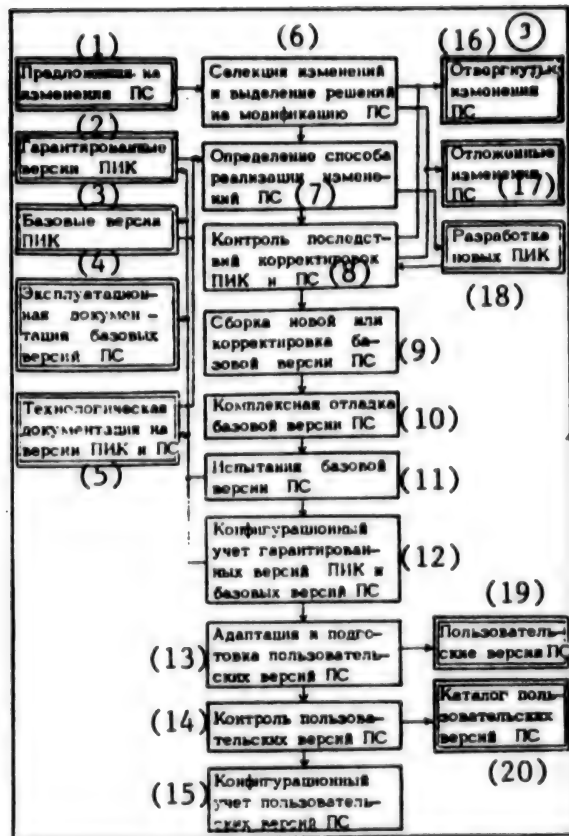 (1)
Предложения на
изменения ПС
(2)
Гарантированные
версии ПИК
(3)
Базовые версии
ПИК
(4)
Эксплуатацион-
ная докумен-
тация базовых
версий ПС
Технологическая
документация на
версии ПИК и ПС
(5)
(6)
Селекция изменений
и выделение решений
на модификацию ПС
Определение способа
реализации измене-
ний ПС (7)
Контроль последст-
вий корректировок
ПИК и ПС (8)
Сборка новой или
корректировка ба-
зовой версии ПС
(9)
Комплексная отладка
базовой версии ПС
(10)
Испытания базовой
версии ПС
(11)
Конфигурационный
учет гарантирован-
ных версий ПИК и
базовых версий ПС
(12)
(13)
Адаптация и подго-
товка пользователь-
ских версий ПС
(14)
Контроль пользова-
тельских версий ПС
(15)
Конфигурационный
учет пользователь-
ских версий ПС
(16)
3
Отвергнутые
изменения
ПС
Отложенные
изменения
ПС (17)
Разработка
новых ПИК
(18)
(19)
Пользователь-
ские версии ПС
Каталог поль-
зовательских
версий ПС
(20)